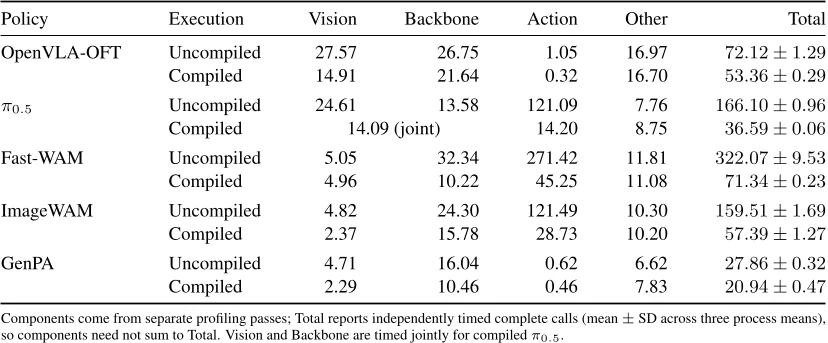 Policy Execution Vision Backbone Action Other Total
OpenVLA-OFT Uncompiled 27.57 26.75 1.05 16.97 72.12 ± 1.29
Compiled 14.91 21.64 0.32 16.70 53.36 ± 0.29
π0.5 Uncompiled 24.61 13.58 121.09 7.76 166.10 ± 0.96
Compiled 14.09 (joint) 14.20 8.75 36.59 ± 0.06
Fast-WAM Uncompiled 5.05 32.34 271.42 11.81 322.07 ± 9.53
Compiled 4.96 10.22 45.25 11.08 71.34 ± 0.23
ImageWAM Uncompiled 4.82 24.30 121.49 10.30 159.51 ± 1.69
Compiled 2.37 15.78 28.73 10.20 57.39 ± 1.27
GenPA Uncompiled 4.71 16.04 0.62 6.62 27.86 ± 0.32
Compiled 2.29 10.46 0.46 7.83 20.94 ± 0.47
Components come from separate profiling passes; Total reports independently timed complete calls (mean ± SD across three process means),
so components need not sum to Total. Vision and Backbone are timed jointly for compiled π0.5.